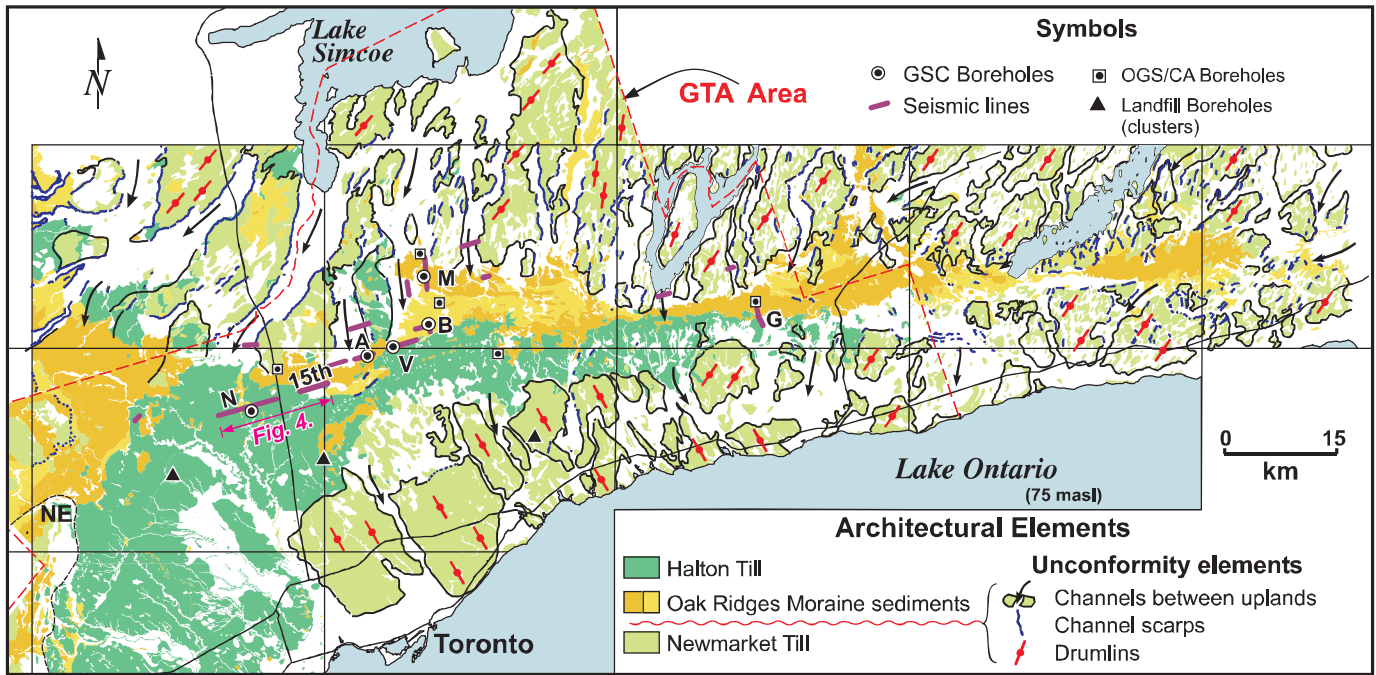 Lake
Simcoe
N
GTA Area
Symbols
GSC Boreholes
OGS/CA Boreholes
Seismic lines
Landfill Boreholes
(clusters)
M
B
G
A
V
15th
N
Fig. 4.
NE
0 15
km
Lake Ontario
(75 masl)
Toronto
Architectural Elements
Halton Till
Oak Ridges Moraine sediments
Newmarket Till
Unconformity elements
Channels between uplands
Channel scarps
Drumlins